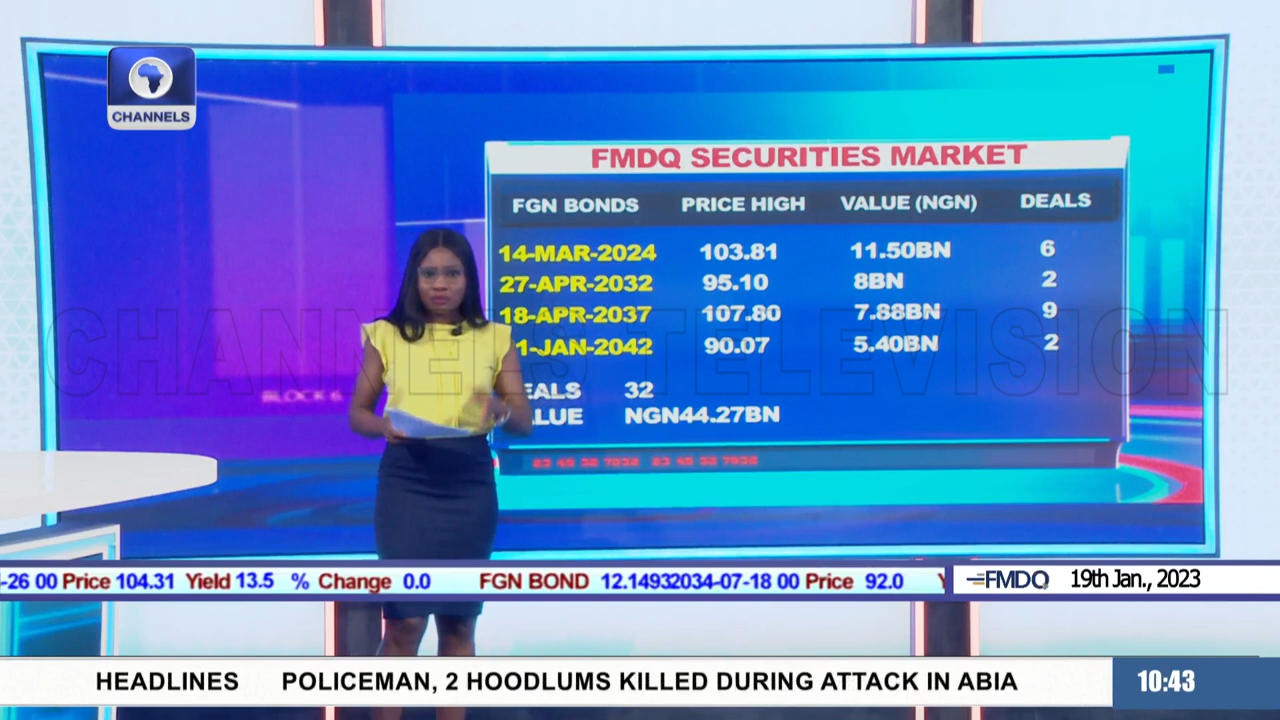 CHANNELS
FMDQ SECURITIES MARKET
FGN BONDS PRICE HIGH VALUE (NGN) DEALS
14-MAR-2024 103.81 11.50BN 6
27-APR-2032 95.10 8BN 2
18-APR-2037 107.80 7.88BN 9
1-JAN-2042 90.07 5.40BN 2
EALS 32
LUE NGN44.27BN
CHANNELS TELEVISION
BLOCK 6
-26 00 Price 104.31 Yield 13.5 % Change 0.0 FGN BOND 12.14932034-07-18 00 Price 92.0
FMDQ 19th Jan., 2023
HEADLINES POLICEMAN, 2 HOODLUMS KILLED DURING ATTACK IN ABIA
10:43